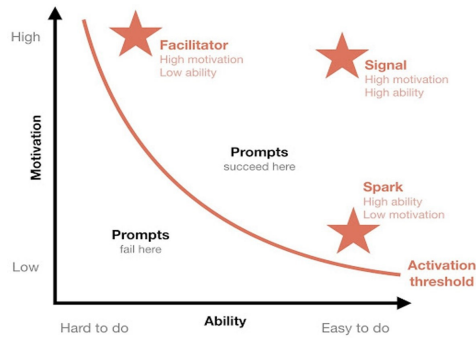 High
Facilitator
High motivation
Low ability
Signal
High motivation
High ability
Motivation
Prompts
succeed here
Spark
High ability
Low motivation
Prompts
fail here
Low
Activation
threshold
Hard to do
Ability
Easy to do